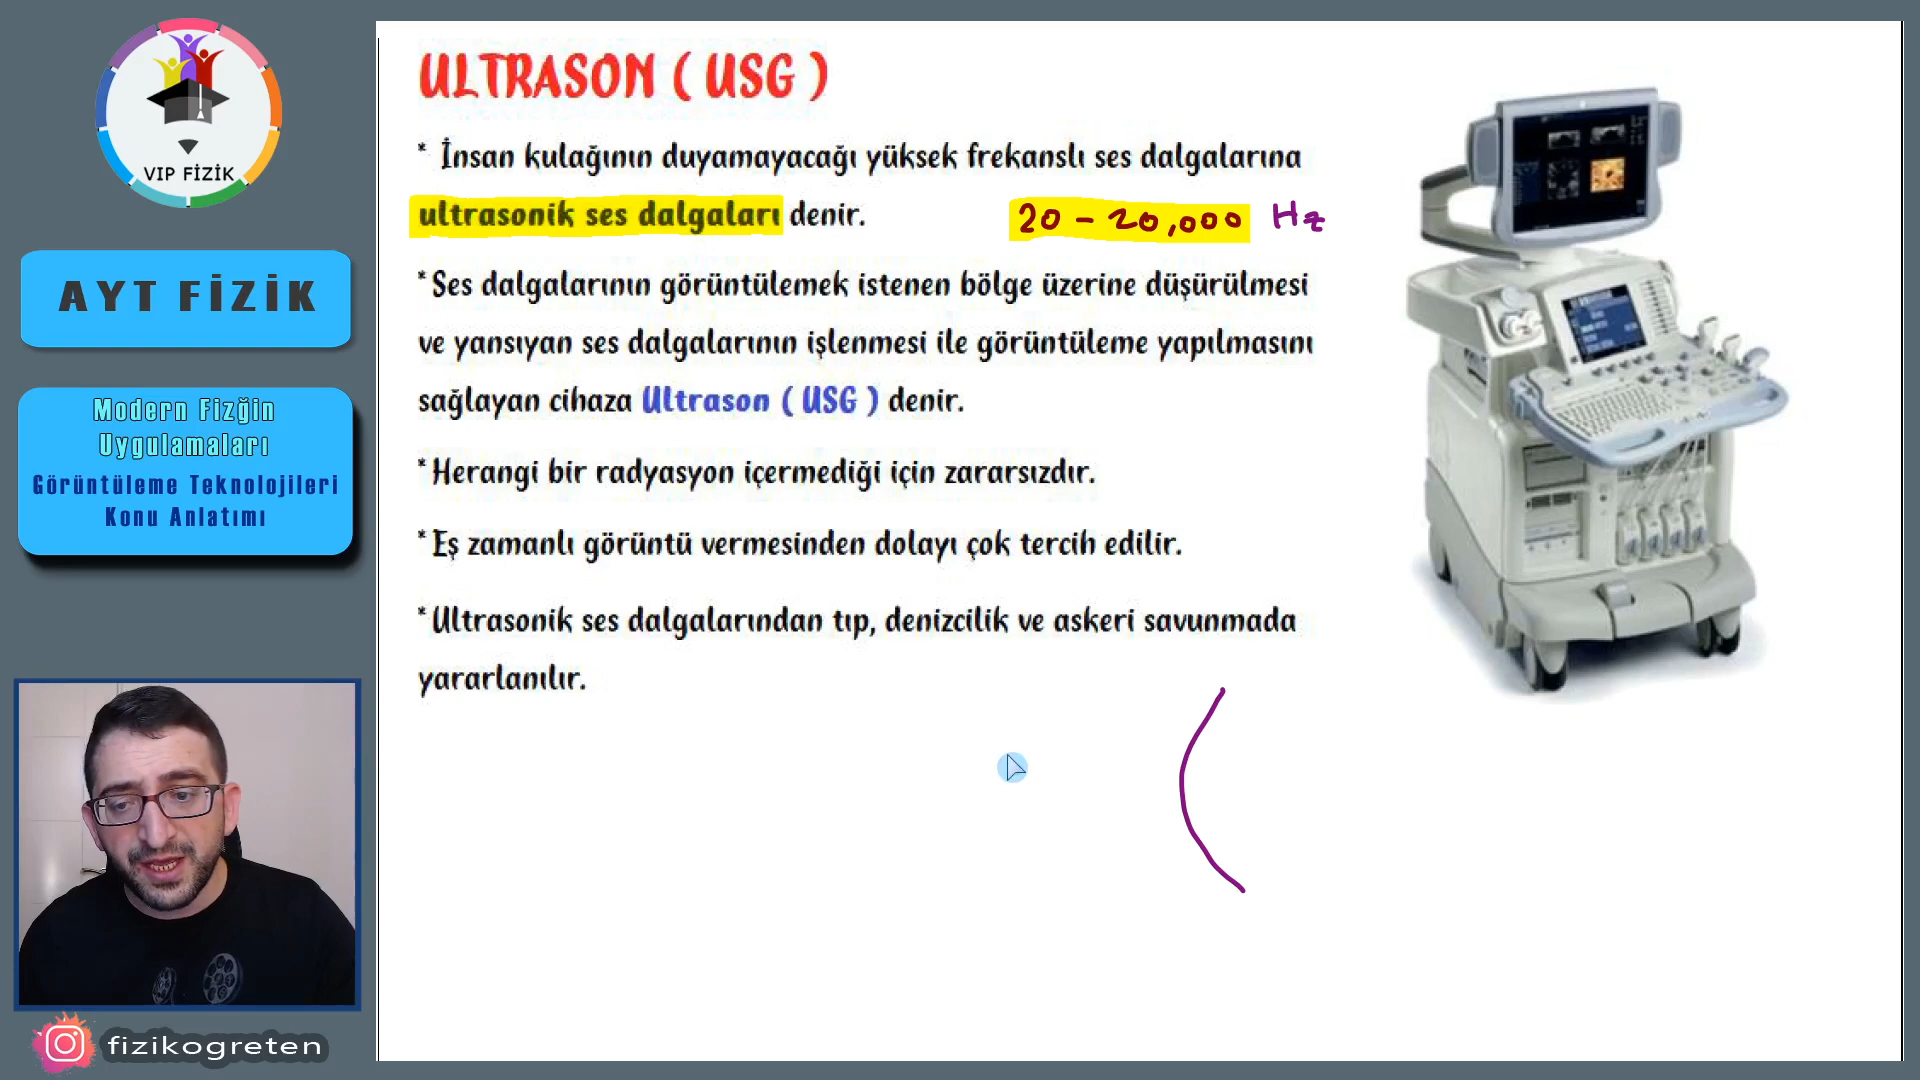 VIP FİZİK
AYT FİZİK
Modern Fizğin
Uygulamaları
Görüntüleme Teknolojileri
Konu Anlatımı
fizikogreten
ULTRASON ( USG )
* İnsan kulağının duyamayacağı yüksek frekanslı ses dalgalarına
ultrasonik ses dalgaları denir. 20 - 20,000 Hz
* Ses dalgalarının görüntülemek istenen bölge üzerine düşürülmesi
ve yansıyan ses dalgalarının işlenmesi ile görüntüleme yapılmasını
sağlayan cihaza Ultrason ( USG ) denir.
* Herangi bir radyasyon içermediği için zararsızdır.
* Eş zamanlı görüntü vermesinden dolayı çok tercih edilir.
* Ultrasonik ses dalgalarından tıp, denizcilik ve askeri savunmada
yararlanılır.